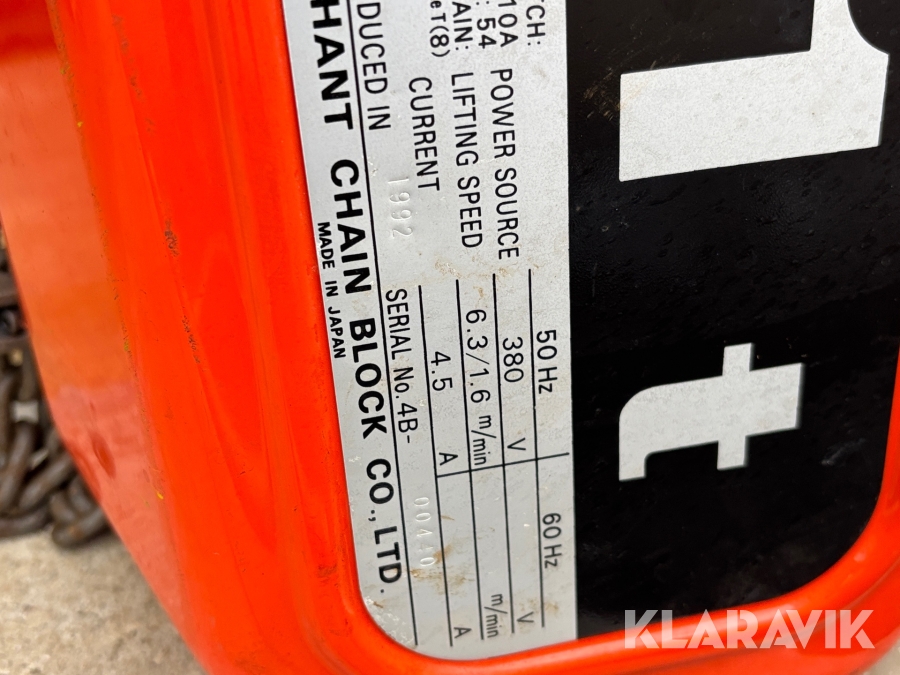 1t
50 Hz 60 Hz
TCH:
10A POWER SOURCE 380 V V
: 54 LIFTING SPEED 6.3/1.6 m/min m/min
AIN:
eT(8) CURRENT 4.5 A A
DUCED IN 1992 SERIAL No. 4B-
HANT CHAIN BLOCK CO., LTD.
MADE IN JAPAN
KLARAVIK